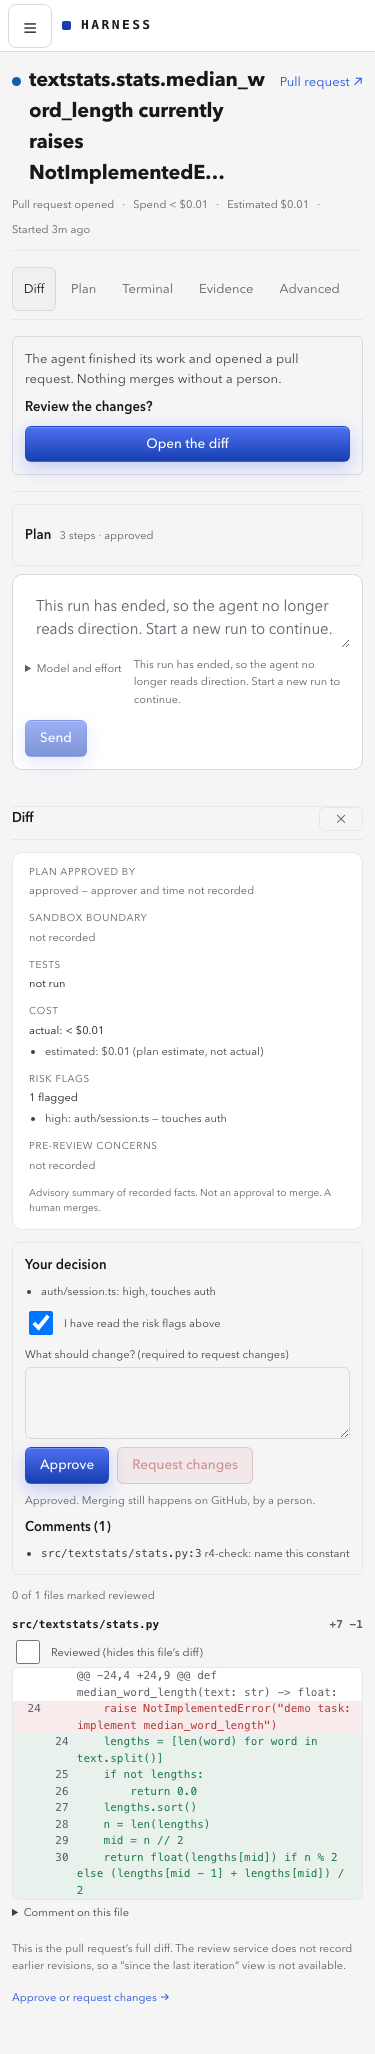 HARNESS
textstats.stats.median_w
ord_length currently
raises
NotImplementedE...
Pull request ↗
Pull request opened · Spend < $0.01 · Estimated $0.01 ·
Started 3m ago
Diff Plan Terminal Evidence Advanced
The agent finished its work and opened a pull
request. Nothing merges without a person.
Review the changes?
Open the diff
Plan 3 steps · approved
This run has ended, so the agent no longer
reads direction. Start a new run to continue.
▶ Model and effort
This run has ended, so the agent no
longer reads direction. Start a new run to
continue.
Send
Diff
×
PLAN APPROVED BY
approved — approver and time not recorded
SANDBOX BOUNDARY
not recorded
TESTS
not run
COST
actual: < $0.01
• estimated: $0.01 (plan estimate, not actual)
RISK FLAGS
1 flagged
• high: auth/session.ts — touches auth
PRE-REVIEW CONCERNS
not recorded
Advisory summary of recorded facts. Not an approval to merge. A
human merges.
Your decision
• auth/session.ts: high, touches auth
I have read the risk flags above
What should change? (required to request changes)
Approve Request changes
Approved. Merging still happens on GitHub, by a person.
Comments (1)
• src/textstats/stats.py:3 r4-check: name this constant
0 of 1 files marked reviewed
src/textstats/stats.py +7 −1
Reviewed (hides this file's diff)
@@ -24,4 +24,9 @@ def
median_word_length(text: str) -> float:
24 raise NotImplementedError("demo task:
implement median_word_length")
24 lengths = [len(word) for word in
text.split()]
25 if not lengths:
26 return 0.0
27 lengths.sort()
28 n = len(lengths)
29 mid = n // 2
30 return float(lengths[mid]) if n % 2
else (lengths[mid - 1] + lengths[mid]) /
2
▶ Comment on this file
This is the pull request's full diff. The review service does not record
earlier revisions, so a "since the last iteration" view is not available.
Approve or request changes →